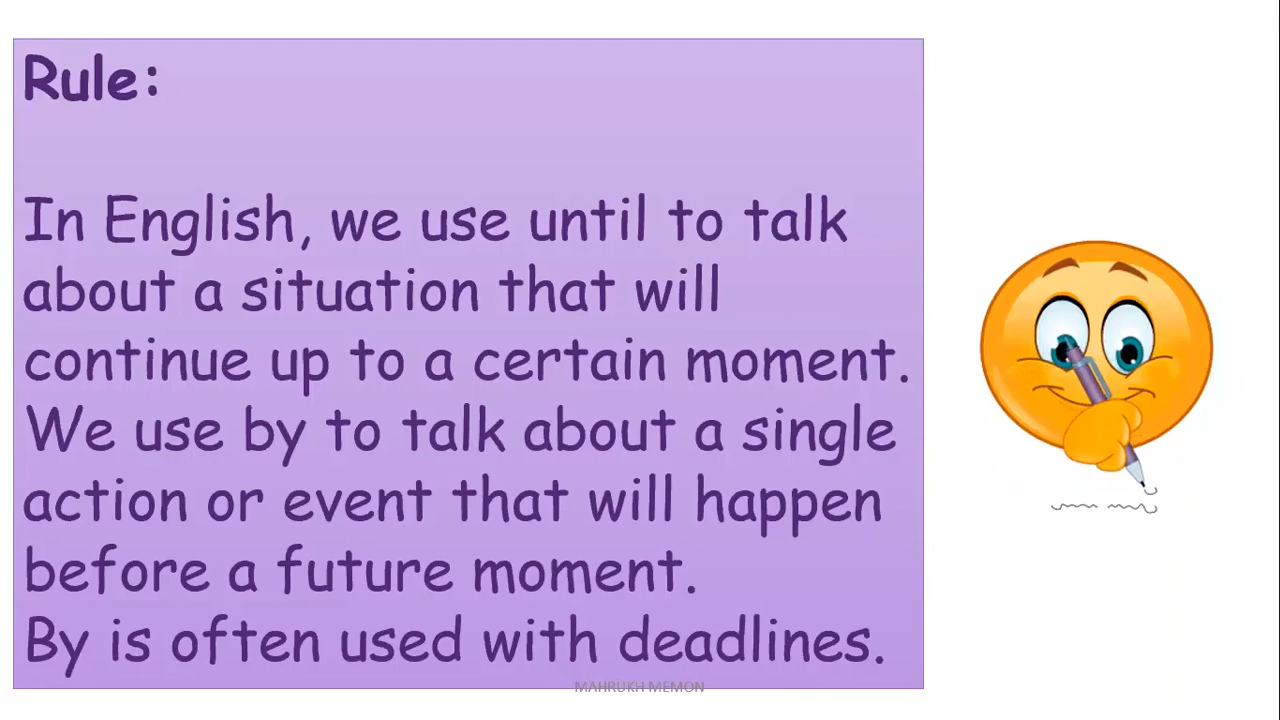 Rule:
In English, we use until to talk
about a situation that will
continue up to a certain moment.
We use by to talk about a single
action or event that will happen
before a future moment.
By is often used with deadlines.
MAHRUKH MEMON